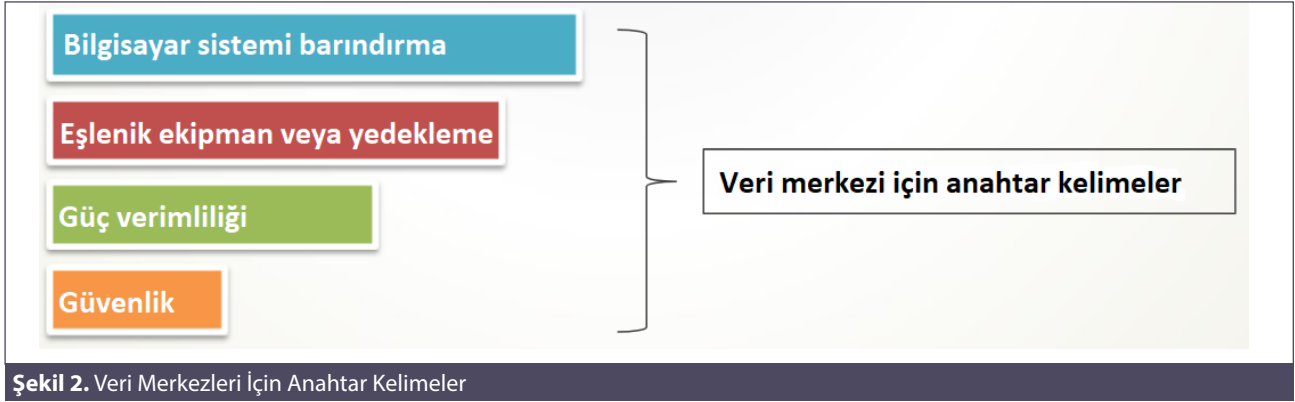 Bilgisayar sistemi barındırma
Eşlenik ekipman veya yedekleme
Güç verimliliği
Güvenlik
Veri merkezi için anahtar kelimeler
Şekil 2. Veri Merkezleri İçin Anahtar Kelimeler